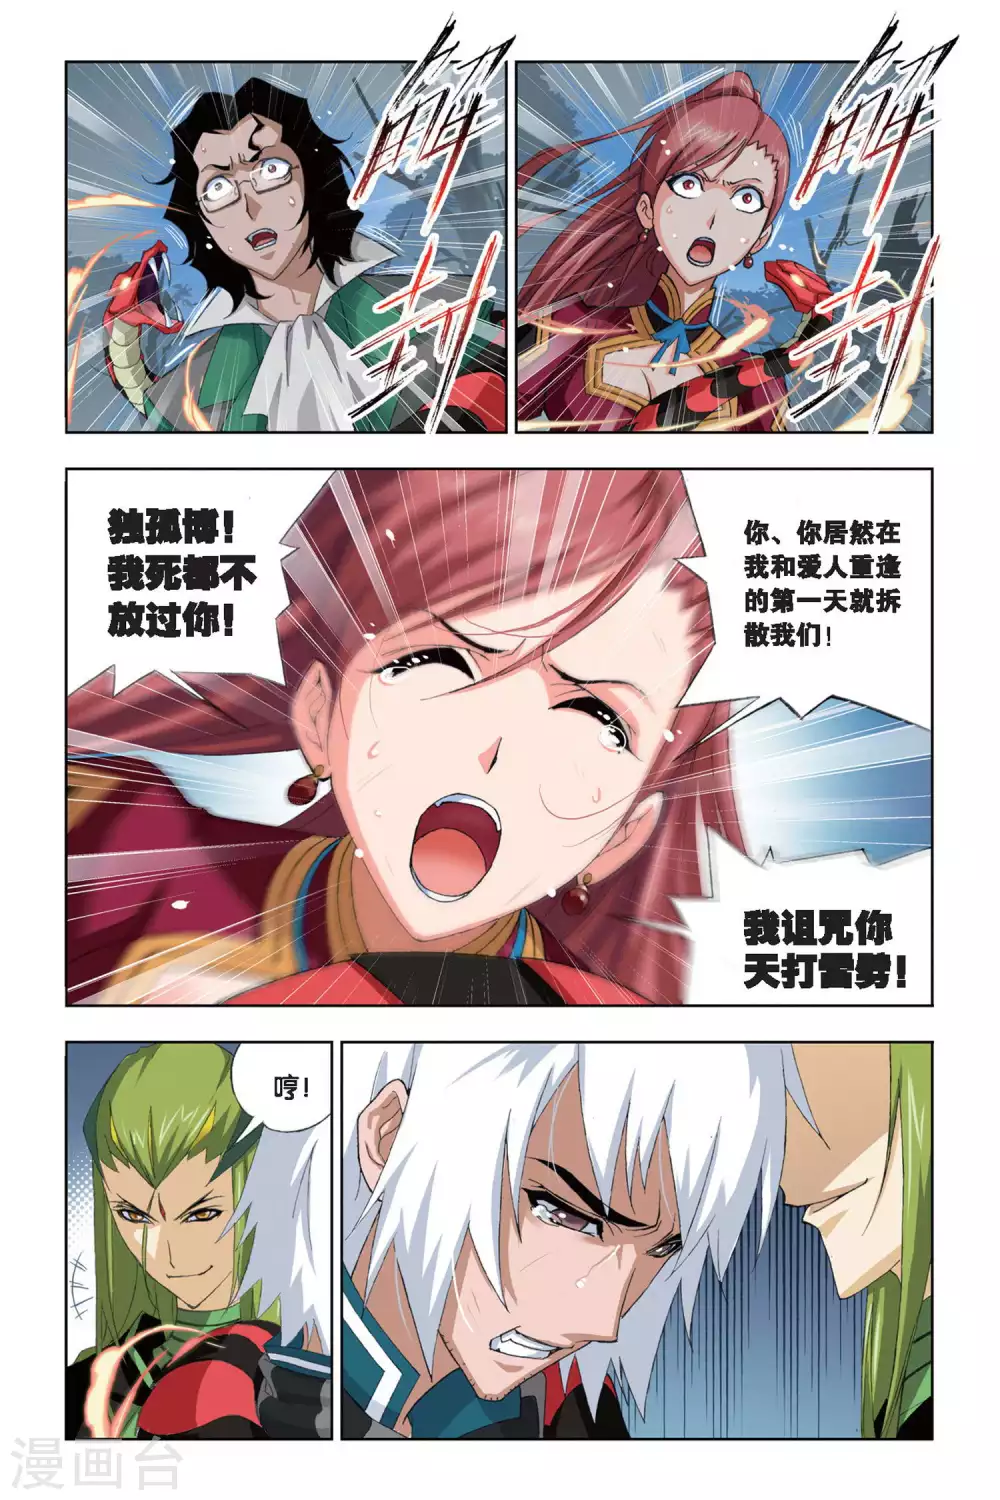 解
封
解
封
独孤博！
我死都不
放过你！
你、你居然在
我和爱人重逢
的第一天就拆
散我们！
我诅咒你
天打雷劈！
哼！
漫画台